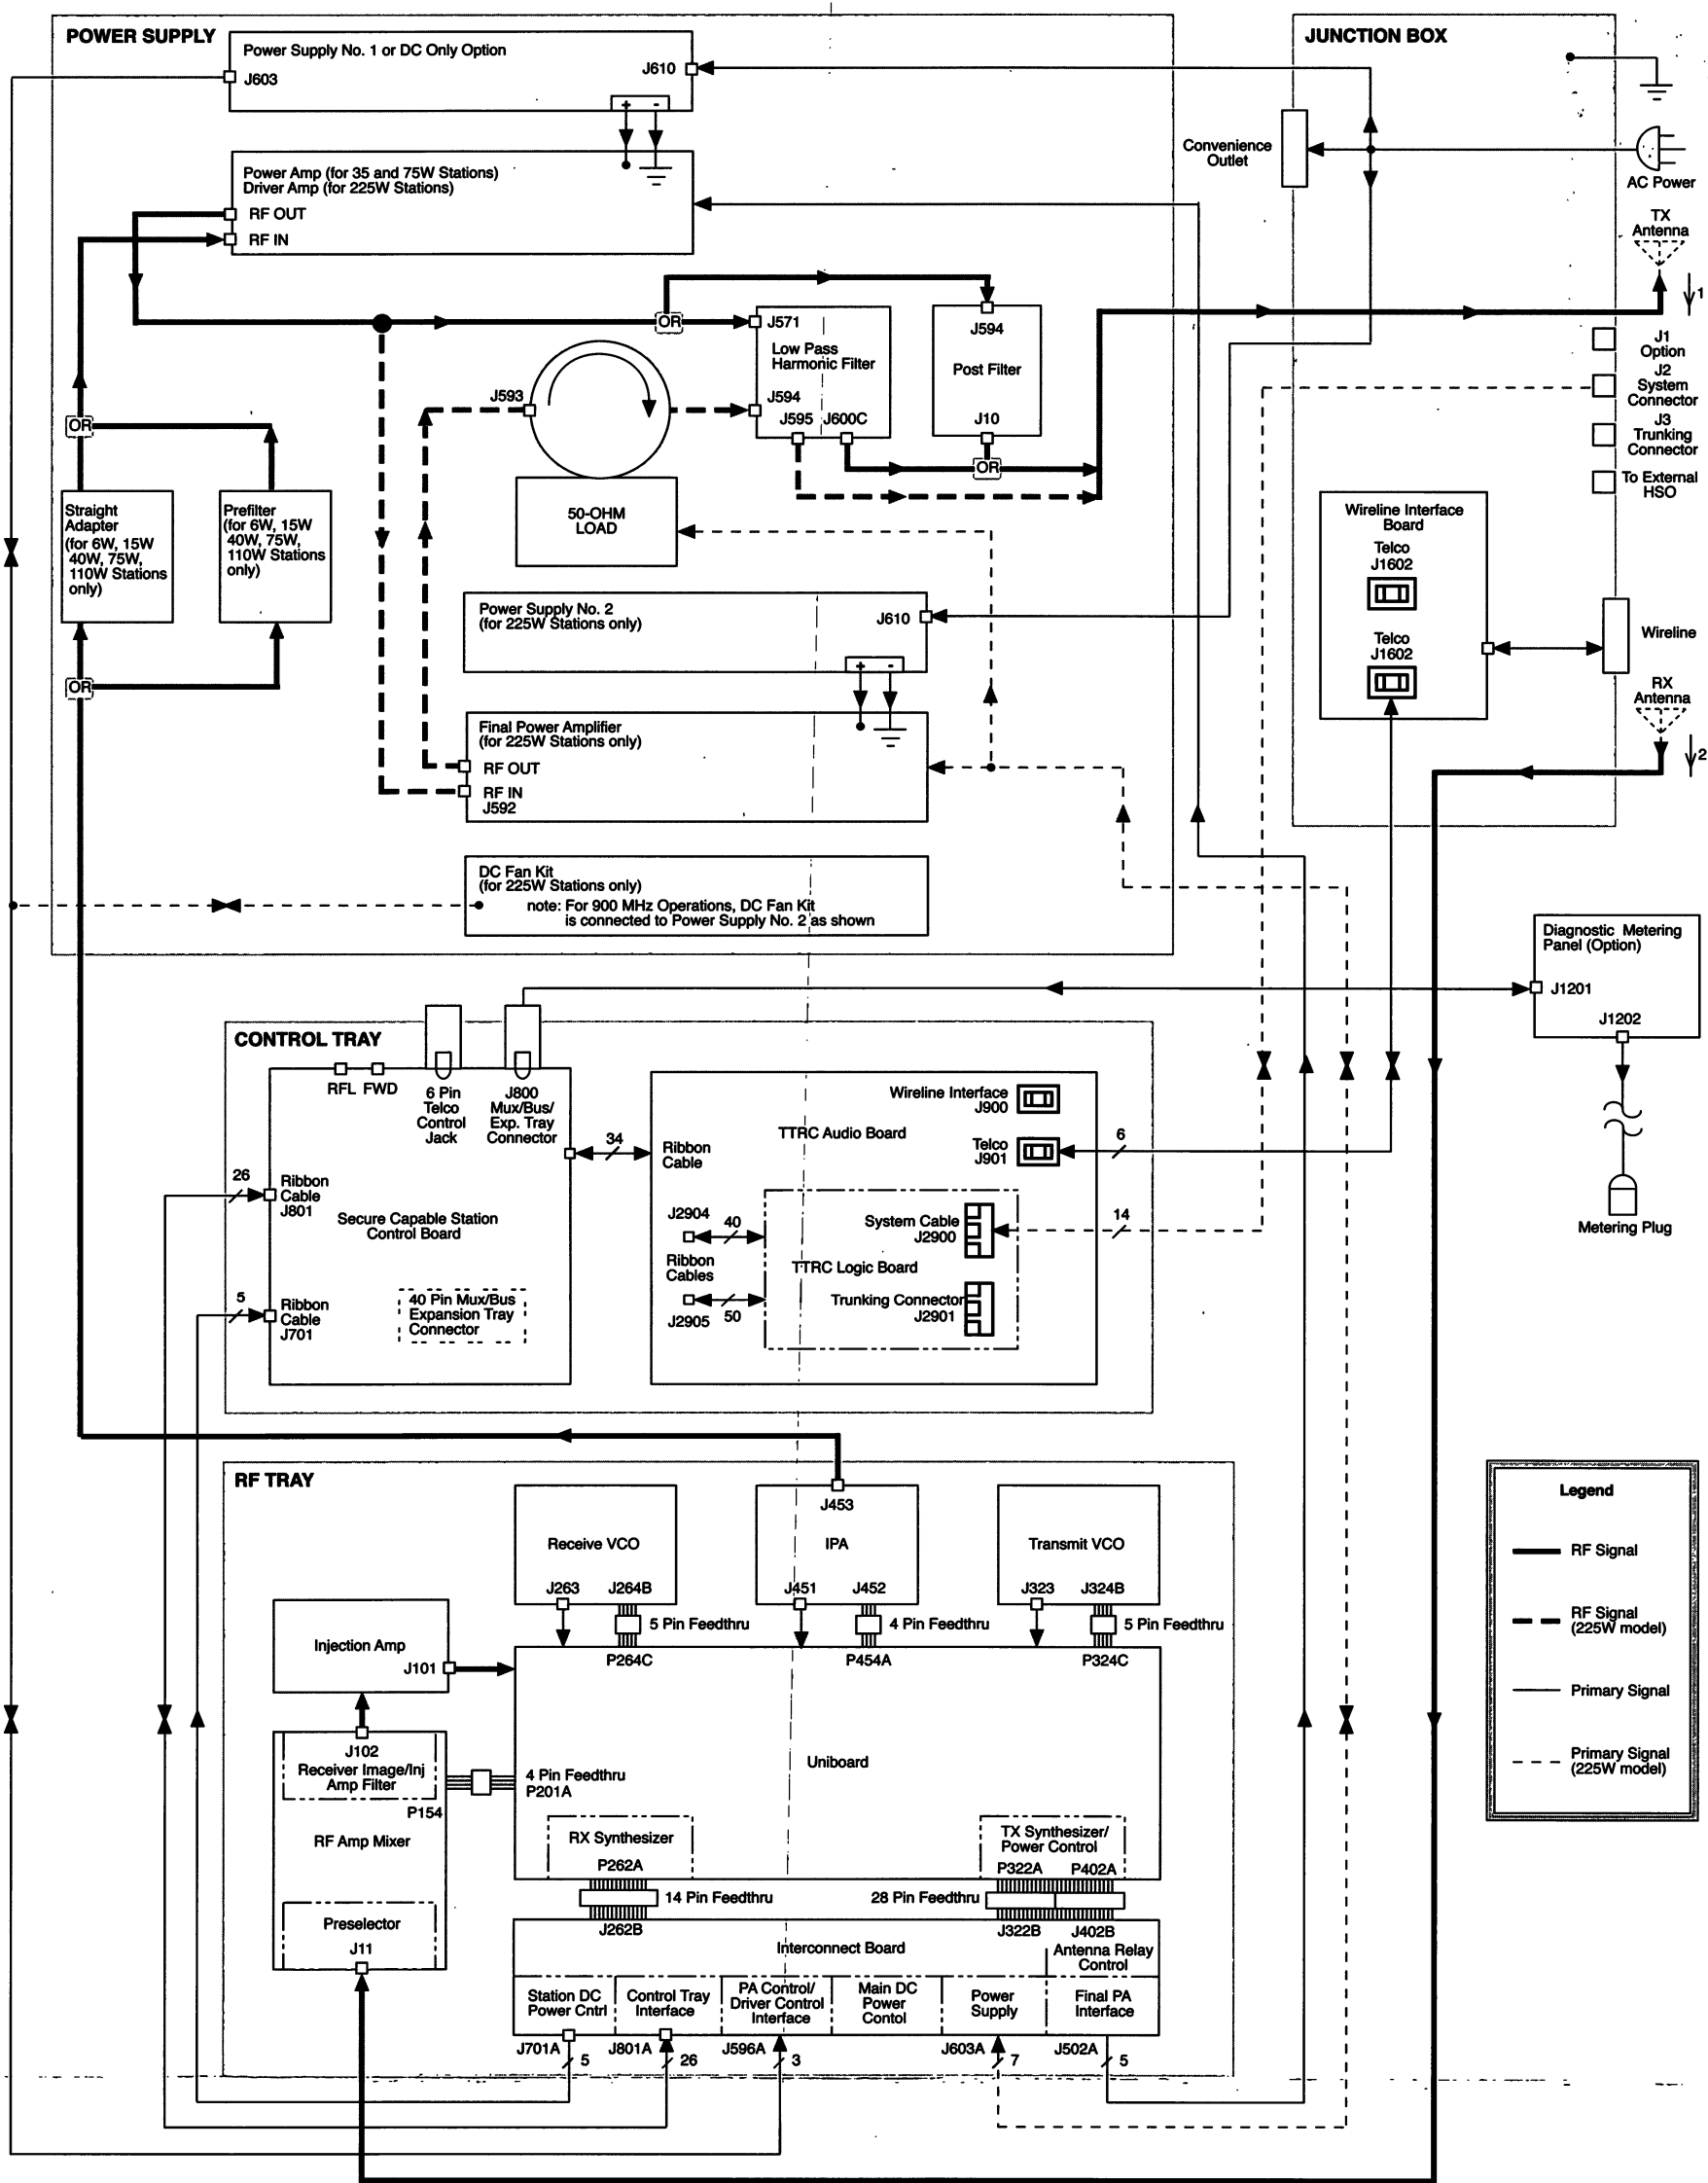 POWER SUPPLY
Power Supply No. 1 or DC Only Option
J603
J610
+ -
Power Amp (for 35 and 75W Stations)
Driver Amp (for 225W Stations)
RF OUT
RF IN
JUNCTION BOX
Convenience
Outlet
AC Power
TX
Antenna
1
J1
Option
J2
System
Connector
J3
Trunking
Connector
To External
HSO
OR
J571
Low Pass
Harmonic Filter
J594
J595 J600C
J594
Post Filter
J10
OR
J593
50-OHM
LOAD
OR
Straight
Adapter
(for 6W, 15W
40W, 75W,
110W Stations
only)
Prefilter
(for 6W, 15W
40W, 75W,
110W Stations
only)
OR
Wireline Interface
Board
Telco
J1602
Telco
J1602
Wireline
RX
Antenna
2
Power Supply No. 2
(for 225W Stations only)
J610
+ -
Final Power Amplifier
(for 225W Stations only)
RF OUT
RF IN
J592
DC Fan Kit
(for 225W Stations only)
note: For 900 MHz Operations, DC Fan Kit
is connected to Power Supply No. 2 as shown
Diagnostic Metering
Panel (Option)
J1201
J1202
Metering Plug
CONTROL TRAY
RFL FWD
6 Pin
Telco
Control
Jack
J800
Mux/Bus/
Exp. Tray
Connector
34
26
Ribbon
Cable
J801
Secure Capable Station
Control Board
5
Ribbon
Cable
J701
40 Pin Mux/Bus
Expansion Tray
Connector
Ribbon
Cable
TTRC Audio Board
Wireline Interface
J900
Telco
J901
6
J2904
40
Ribbon
Cables
J2905
50
System Cable
J2900
14
TTRC Logic Board
Trunking Connector
J2901
RF TRAY
Receive VCO
J263
J264B
5 Pin Feedthru
P264C
J453
IPA
J451
J452
4 Pin Feedthru
P454A
Transmit VCO
J323
J324B
5 Pin Feedthru
P324C
Injection Amp
J101
J102
Receiver Image/Inj
Amp Filter
P154
RF Amp Mixer
Preselector
J11
4 Pin Feedthru
P201A
Uniboard
RX Synthesizer
P262A
TX Synthesizer/
Power Control
P322A
P402A
14 Pin Feedthru
28 Pin Feedthru
J262B
J322B
J402B
Interconnect Board
Antenna Relay
Control
Station DC
Power Cntrl
Control Tray
Interface
PA Control/
Driver Control
Interface
Main DC
Power
Contol
Power
Supply
Final PA
Interface
J701A
5
J801A
26
J596A
3
J603A
7
J502A
5
Legend
RF Signal
RF Signal
(225W model)
Primary Signal
Primary Signal
(225W model)